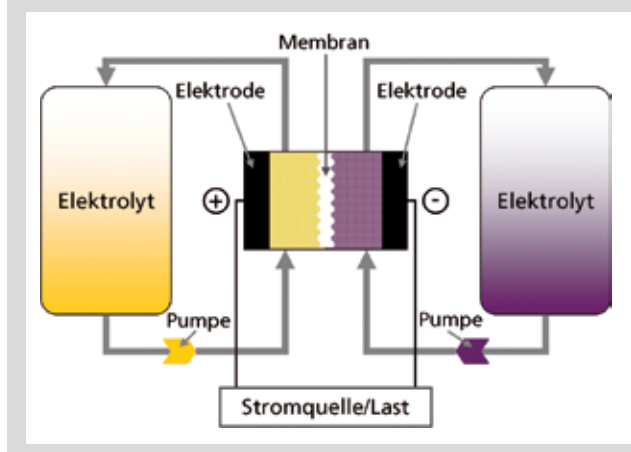 Membran
Elektrode
Elektrode
Elektrolyt
+
-
Elektrolyt
Pumpe
Pumpe
Stromquelle/Last